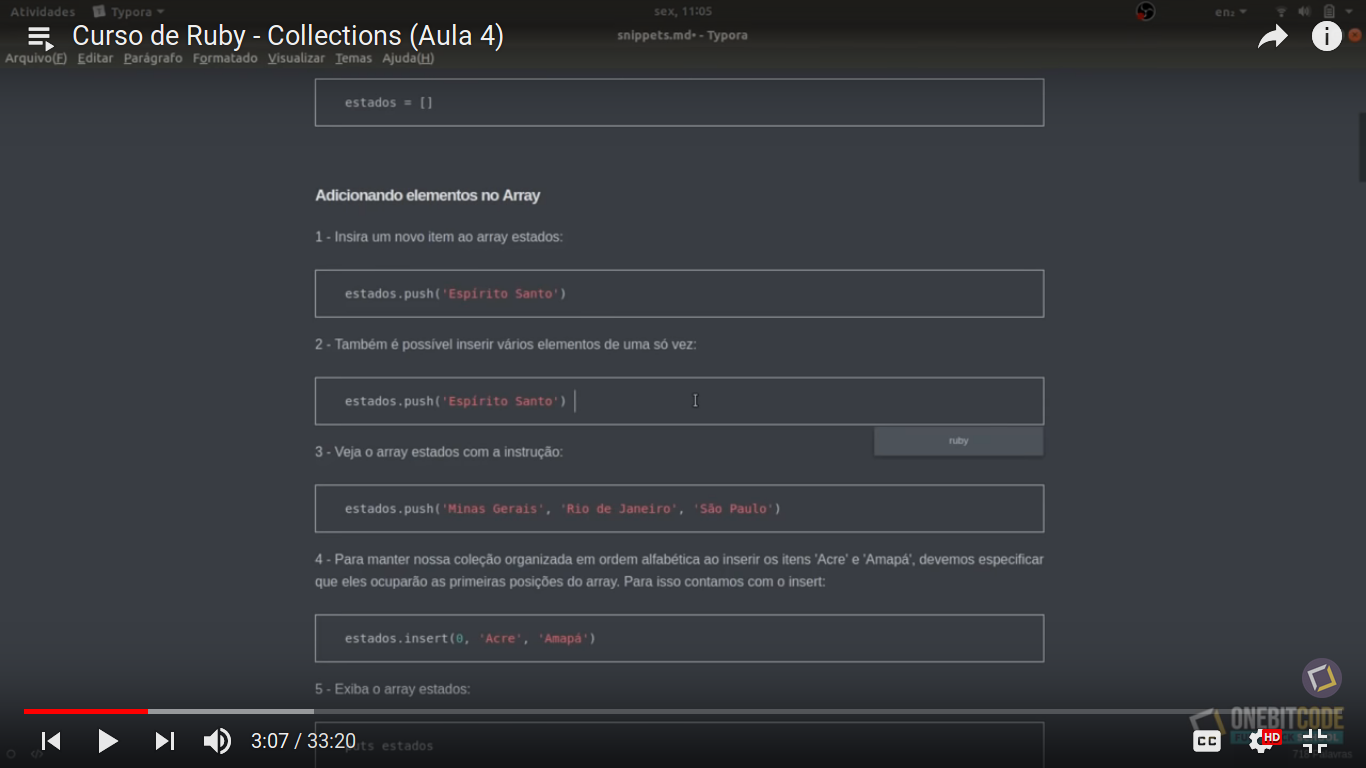 Atividades Typora sex, 11:05 en₂
Curso de Ruby - Collections (Aula 4)
snippets.md• - Typora
Arquivo(F) Editar Parágrafo Formatado Visualizar Temas Ajuda(H)
estados = []
Adicionando elementos no Array
1 - Insira um novo item ao array estados:
estados.push('Espírito Santo')
2 - Também é possível inserir vários elementos de uma só vez:
estados.push('Espírito Santo')
ruby
3 - Veja o array estados com a instrução:
estados.push('Minas Gerais', 'Rio de Janeiro', 'São Paulo')
4 - Para manter nossa coleção organizada em ordem alfabética ao inserir os itens 'Acre' e 'Amapá', devemos especificar
que eles ocuparão as primeiras posições do array. Para isso contamos com o insert:
estados.insert(0, 'Acre', 'Amapá')
5 - Exiba o array estados:
puts estados
ONEBITCODE
3:07 / 33:20
CC
HD
Palavras